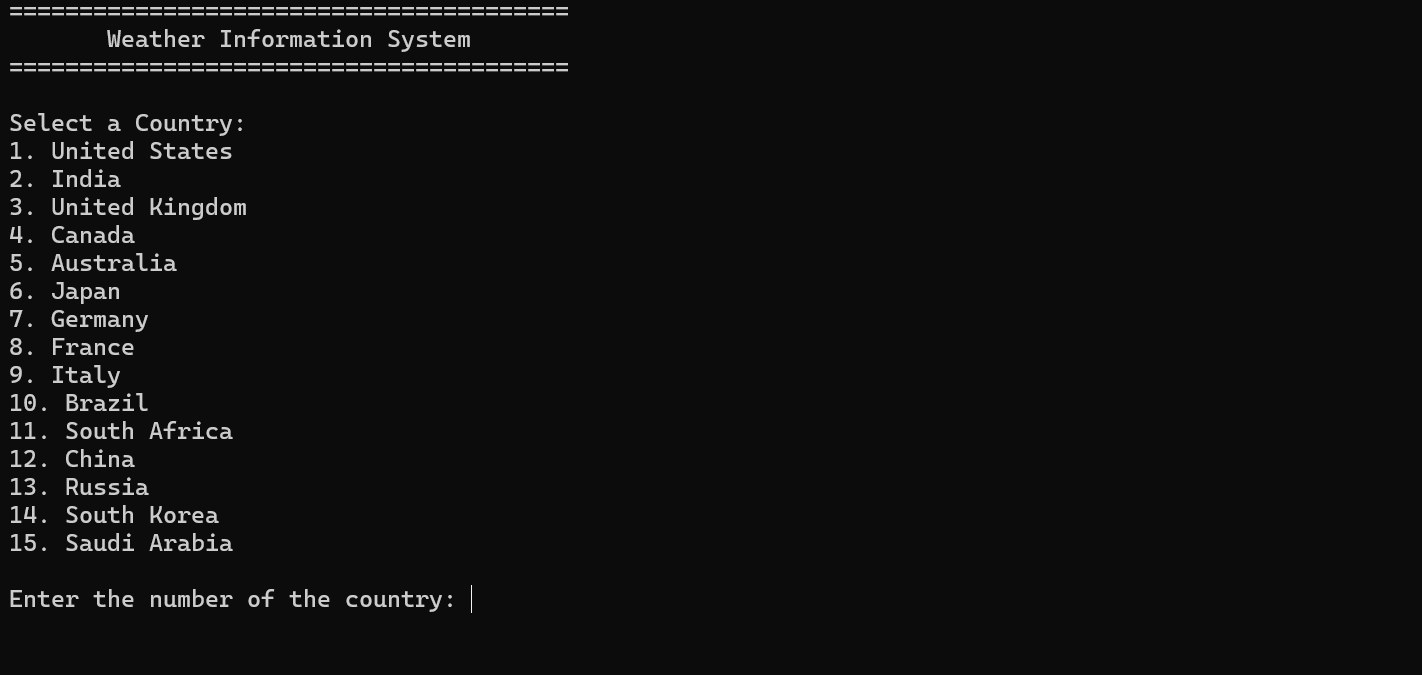 ========================================
Weather Information System
========================================
Select a Country:
1. United States
2. India
3. United Kingdom
4. Canada
5. Australia
6. Japan
7. Germany
8. France
9. Italy
10. Brazil
11. South Africa
12. China
13. Russia
14. South Korea
15. Saudi Arabia
Enter the number of the country: